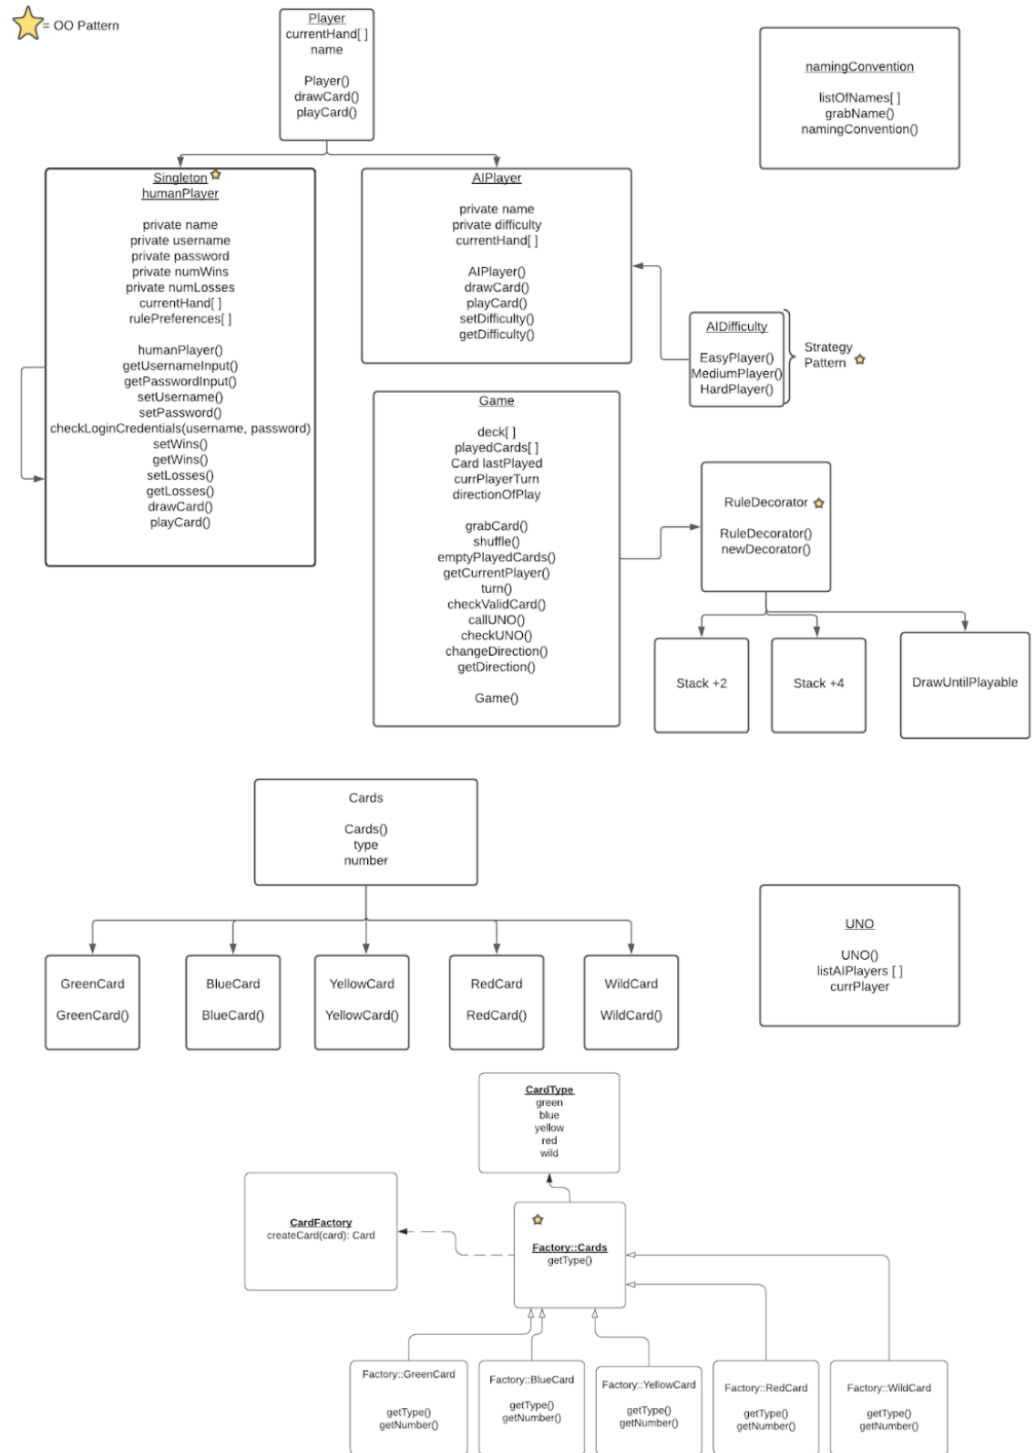 = OO Pattern
Player
currentHand[ ]
name
Player()
drawCard()
playCard()
namingConvention
listOfNames[ ]
grabName()
namingConvention()
Singleton
humanPlayer
private name
private username
private password
private numWins
private numLosses
currentHand[ ]
rulePreferences[ ]
humanPlayer()
getUsernameInput()
getPasswordInput()
setUsername()
setPassword()
checkLoginCredentials(username, password)
setWins()
getWins()
setLosses()
getLosses()
drawCard()
playCard()
AIPlayer
private name
private difficulty
currentHand[ ]
AIPlayer()
drawCard()
playCard()
setDifficulty()
getDifficulty()
AIDifficulty
EasyPlayer()
MediumPlayer()
HardPlayer()
Strategy
Pattern
Game
deck[ ]
playedCards[ ]
Card lastPlayed
currPlayerTurn
directionOfPlay
grabCard()
shuffle()
emptyPlayedCards()
getCurrentPlayer()
turn()
checkValidCard()
callUNO()
checkUNO()
changeDirection()
getDirection()
Game()
RuleDecorator
RuleDecorator()
newDecorator()
Stack +2
Stack +4
DrawUntilPlayable
Cards
Cards()
type
number
GreenCard
GreenCard()
BlueCard
BlueCard()
YellowCard
YellowCard()
RedCard
RedCard()
WildCard
WildCard()
UNO
UNO()
listAIPlayers [ ]
currPlayer
CardType
green
blue
yellow
red
wild
CardFactory
createCard(card): Card
Factory::Cards
getType()
Factory::GreenCard
getType()
getNumber()
Factory::BlueCard
getType()
getNumber()
Factory::YellowCard
getType()
getNumber()
Factory::RedCard
getType()
getNumber()
Factory::WildCard
getType()
getNumber()